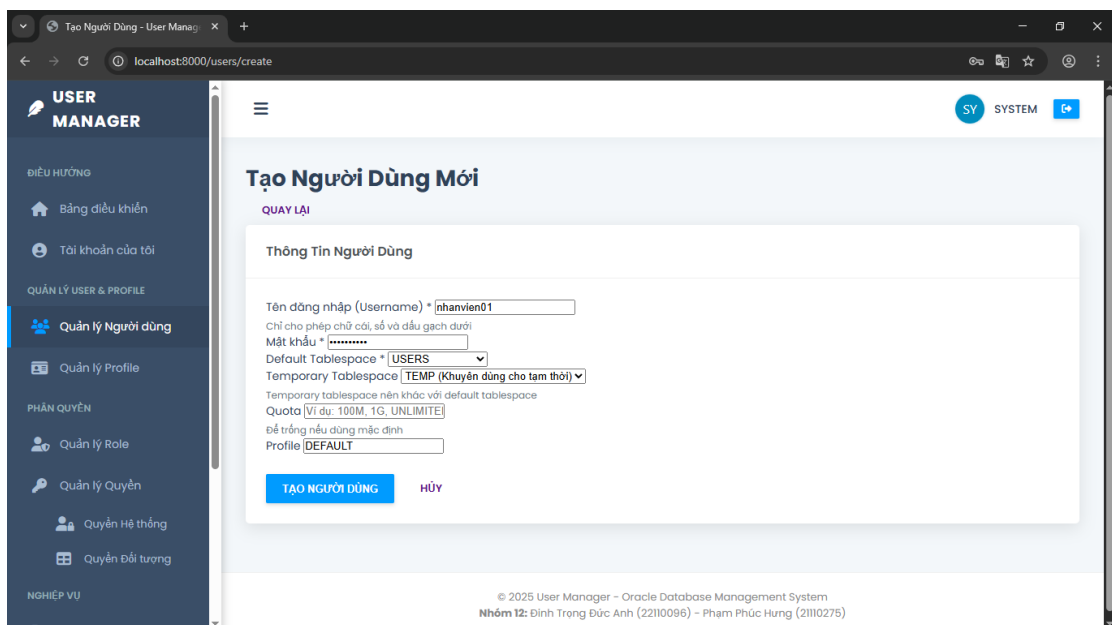 Tạo Người Dùng - User Manag
localhost:8000/users/create
USER
MANAGER
SY SYSTEM
ĐIỀU HƯỚNG
Bảng điều khiển
Tài khoản của tôi
QUẢN LÝ USER & PROFILE
Quản lý Người dùng
Quản lý Profile
PHÂN QUYỀN
Quản lý Role
Quản lý Quyền
Quyền Hệ thống
Quyền Đối tượng
NGHIỆP VỤ
Tạo Người Dùng Mới
QUAY LẠI
Thông Tin Người Dùng
Tên đăng nhập (Username) * nhanvien01
Chỉ cho phép chữ cái, số và dấu gạch dưới
Mật khẩu * ••••••••••
Default Tablespace * USERS
Temporary Tablespace TEMP (Khuyên dùng cho tạm thời)
Temporary tablespace nên khác với default tablespace
Quota Ví dụ: 100M, 1G, UNLIMITE
Để trống nếu dùng mặc định
Profile DEFAULT
TẠO NGƯỜI DÙNG HỦY
© 2025 User Manager - Oracle Database Management System
Nhóm 12: Đinh Trọng Đức Anh (22110096) - Phạm Phúc Hưng (21110275)